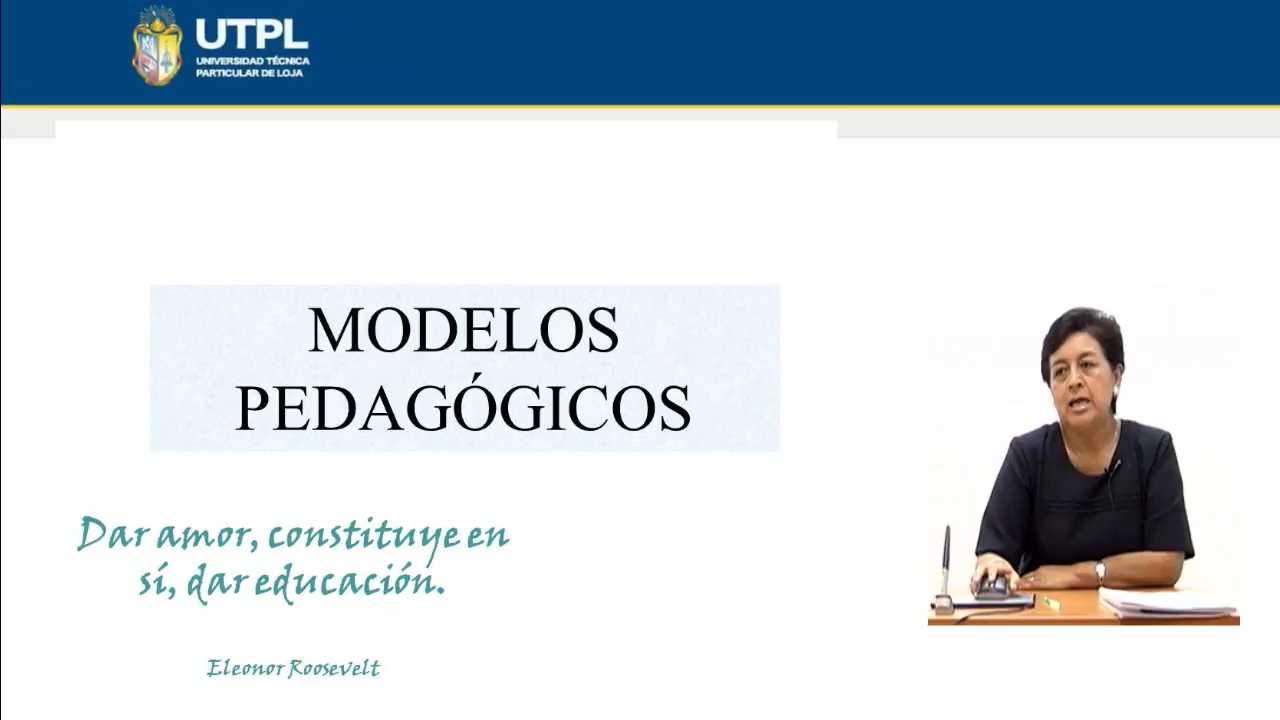 UTPL
UNIVERSIDAD TÉCNICA
PARTICULAR DE LOJA
MODELOS
PEDAGÓGICOS
Dar amor, constituye en
sí, dar educación.
Eleonor Roosevelt